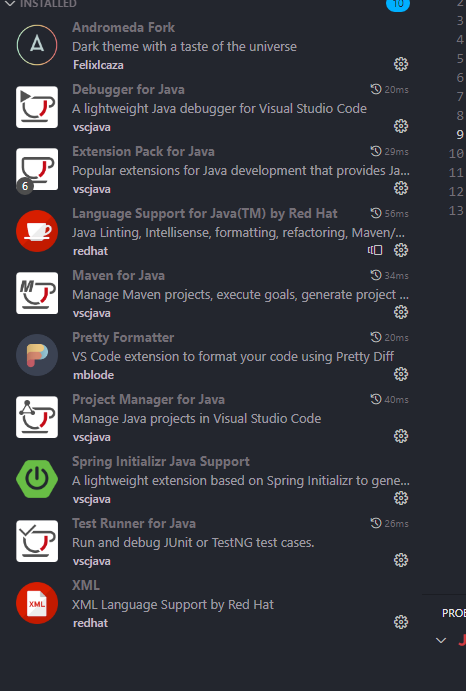 INSTALLED 10
Andromeda Fork
Dark theme with a taste of the universe
FelixIcaza
Debugger for Java 20ms
A lightweight Java debugger for Visual Studio Code
vscjava
Extension Pack for Java 29ms
Popular extensions for Java development that provides Ja...
6
vscjava
Language Support for Java(TM) by Red Hat 56ms
Java Linting, Intellisense, formatting, refactoring, Maven/...
redhat
Maven for Java 34ms
Manage Maven projects, execute goals, generate project ...
vscjava
Pretty Formatter 20ms
VS Code extension to format your code using Pretty Diff
mblode
Project Manager for Java 40ms
Manage Java projects in Visual Studio Code
vscjava
Spring Initializr Java Support
A lightweight extension based on Spring Initializr to gene...
vscjava
Test Runner for Java 26ms
Run and debug JUnit or TestNG test cases.
vscjava
XML
XML Language Support by Red Hat
XML
redhat
2
3
4
5
6
7
8
9
10
11
12
13
PROB
J